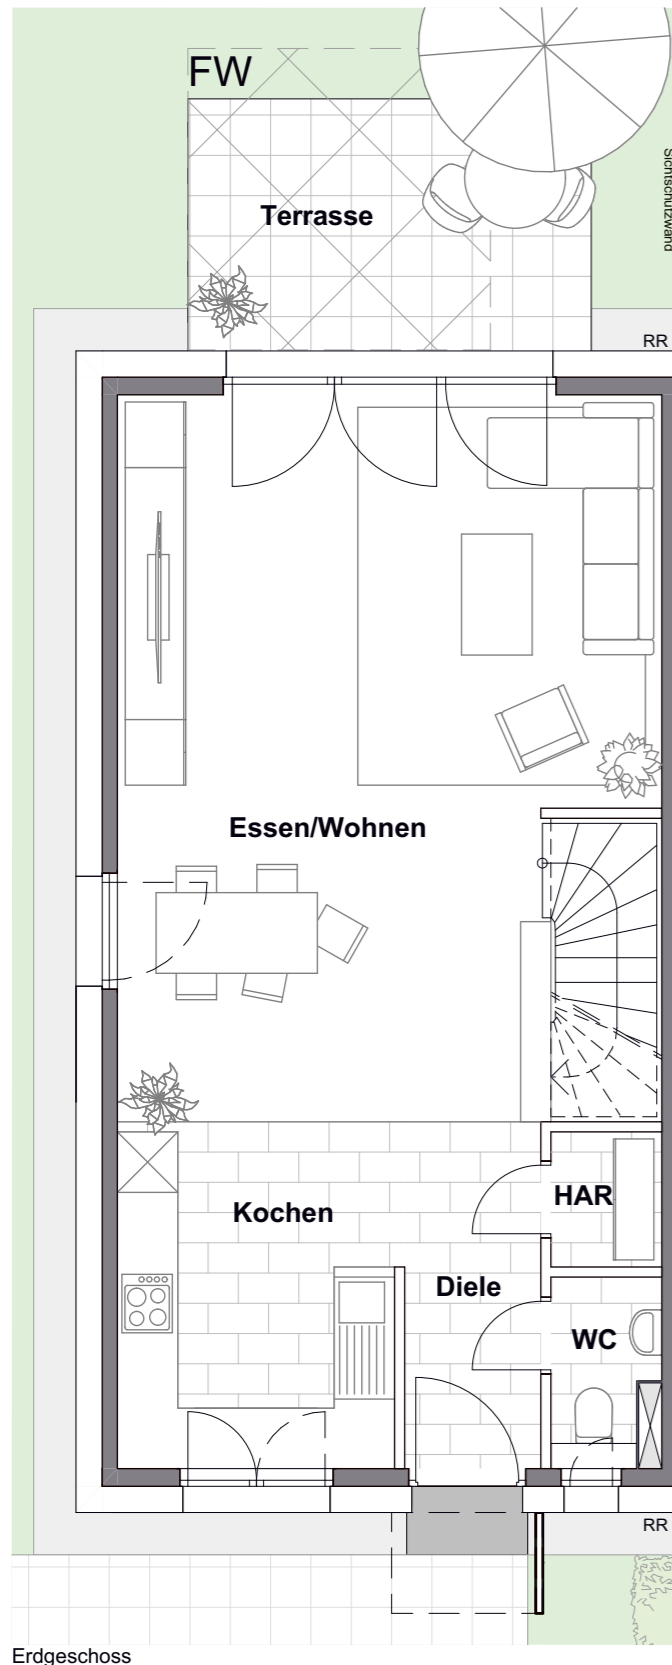 FW
Sichtschutzwand
Terrasse
RR
Essen/Wohnen
HAR
Kochen
Diele
WC
RR
Erdgeschoss